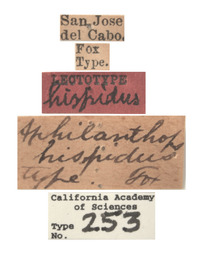 San Jose
del Cabo.
Fox
Type.
LECTOTYPE
hispidus
Aphilanthops
hispidus
type. Fox
California Academy
of Sciences
Type
No. 253